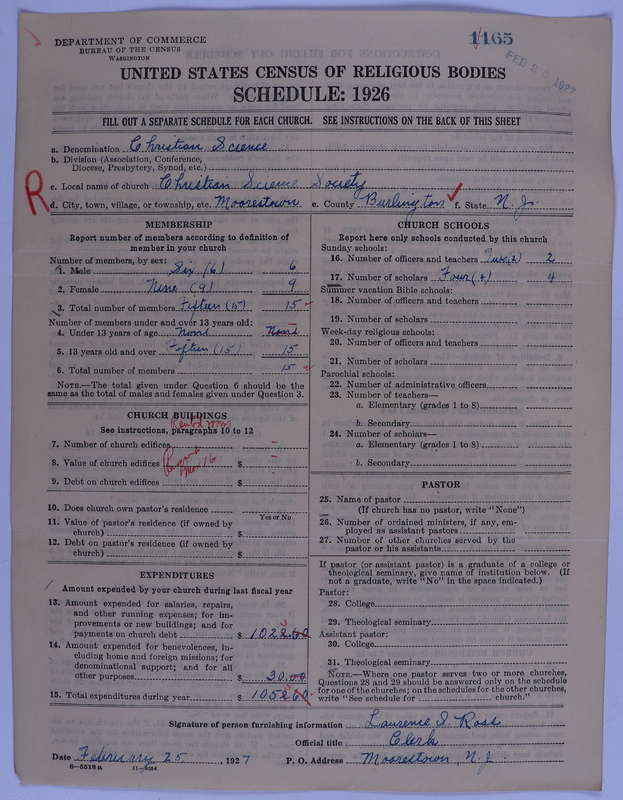 DEPARTMENT OF COMMERCE
BUREAU OF THE CENSUS
WASHINGTON
1165
FEB 26 1927
UNITED STATES CENSUS OF RELIGIOUS BODIES
SCHEDULE: 1926
FILL OUT A SEPARATE SCHEDULE FOR EACH CHURCH. SEE INSTRUCTIONS ON THE BACK OF THIS SHEET
a. Denomination Christian Science
b. Division (Association, Conference, Diocese, Presbytery, Synod, etc.)
R
c. Local name of church Christian Science Society
d. City, town, village, or township, etc. Moorestown e. County Burlington f. State N. J.
MEMBERSHIP
Report number of members according to definition of
member in your church
Number of members, by sex:
1. Male Six (6) 6
2. Female Nine (9) 9
3. Total number of members Fifteen (15) 15
Number of members under and over 13 years old:
4. Under 13 years of age None None
5. 13 years old and over Fifteen (15) 15
6. Total number of members 15
NOTE.—The total given under Question 6 should be the
same as the total of males and females given under Question 3.
CHURCH BUILDINGS
Rented room
See instructions, paragraphs 10 to 12
7. Number of church edifices –
8. Value of church edifices $ –
9. Debt on church edifices $
10. Does church own pastor's residence
Yes or No
11. Value of pastor's residence (if owned by
church) $
12. Debt on pastor's residence (if owned by
church) $
EXPENDITURES
Amount expended by your church during last fiscal year
13. Amount expended for salaries, repairs,
and other running expenses; for im-
provements or new buildings; and for
payments on church debt $ 1022.60
3
14. Amount expended for benevolences, in-
cluding home and foreign missions; for
denominational support; and for all
other purposes $ 30.00
15. Total expenditures during year $ 1052.60
CHURCH SCHOOLS
Report here only schools conducted by this church
Sunday schools:
16. Number of officers and teachers Two (2) 2
17. Number of scholars Four (4) 4
Summer vacation Bible schools:
18. Number of officers and teachers
19. Number of scholars
Week-day religious schools:
20. Number of officers and teachers
21. Number of scholars
Parochial schools:
22. Number of administrative officers
23. Number of teachers—
a. Elementary (grades 1 to 8)
b. Secondary
24. Number of scholars—
a. Elementary (grades 1 to 8)
b. Secondary
PASTOR
25. Name of pastor
(If church has no pastor, write "None")
26. Number of ordained ministers, if any, em-
ployed as assistant pastors
27. Number of other churches served by the
pastor or his assistants
If pastor (or assistant pastor) is a graduate of a college or
theological seminary, give name of institution below. (If
not a graduate, write "No" in the space indicated.)
Pastor:
28. College
29. Theological seminary
Assistant pastor:
30. College
31. Theological seminary
NOTE.—Where one pastor serves two or more churches,
Questions 28 and 29 should be answered only on the schedule
for one of the churches; on the schedules for the other churches,
write "See schedule for church."
Signature of person furnishing information Laurence S. Ross
Official title Clerk
Date February 25, 1927 P. O. Address Moorestown, N. J.
8—5518 a 11—9054